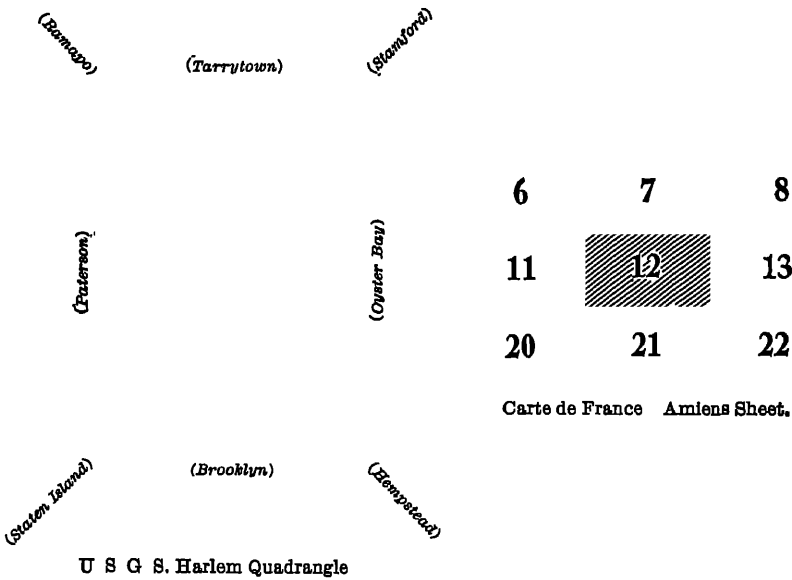 (Ramapo)
(Tarrytown)
(Stamford)
(Paterson)
(Oyster Bay)
(Staten Island)
(Brooklyn)
(Hempstead)
U S G S. Harlem Quadrangle
6 7 8
11 12 13
20 21 22
Carte de France Amiens Sheet.